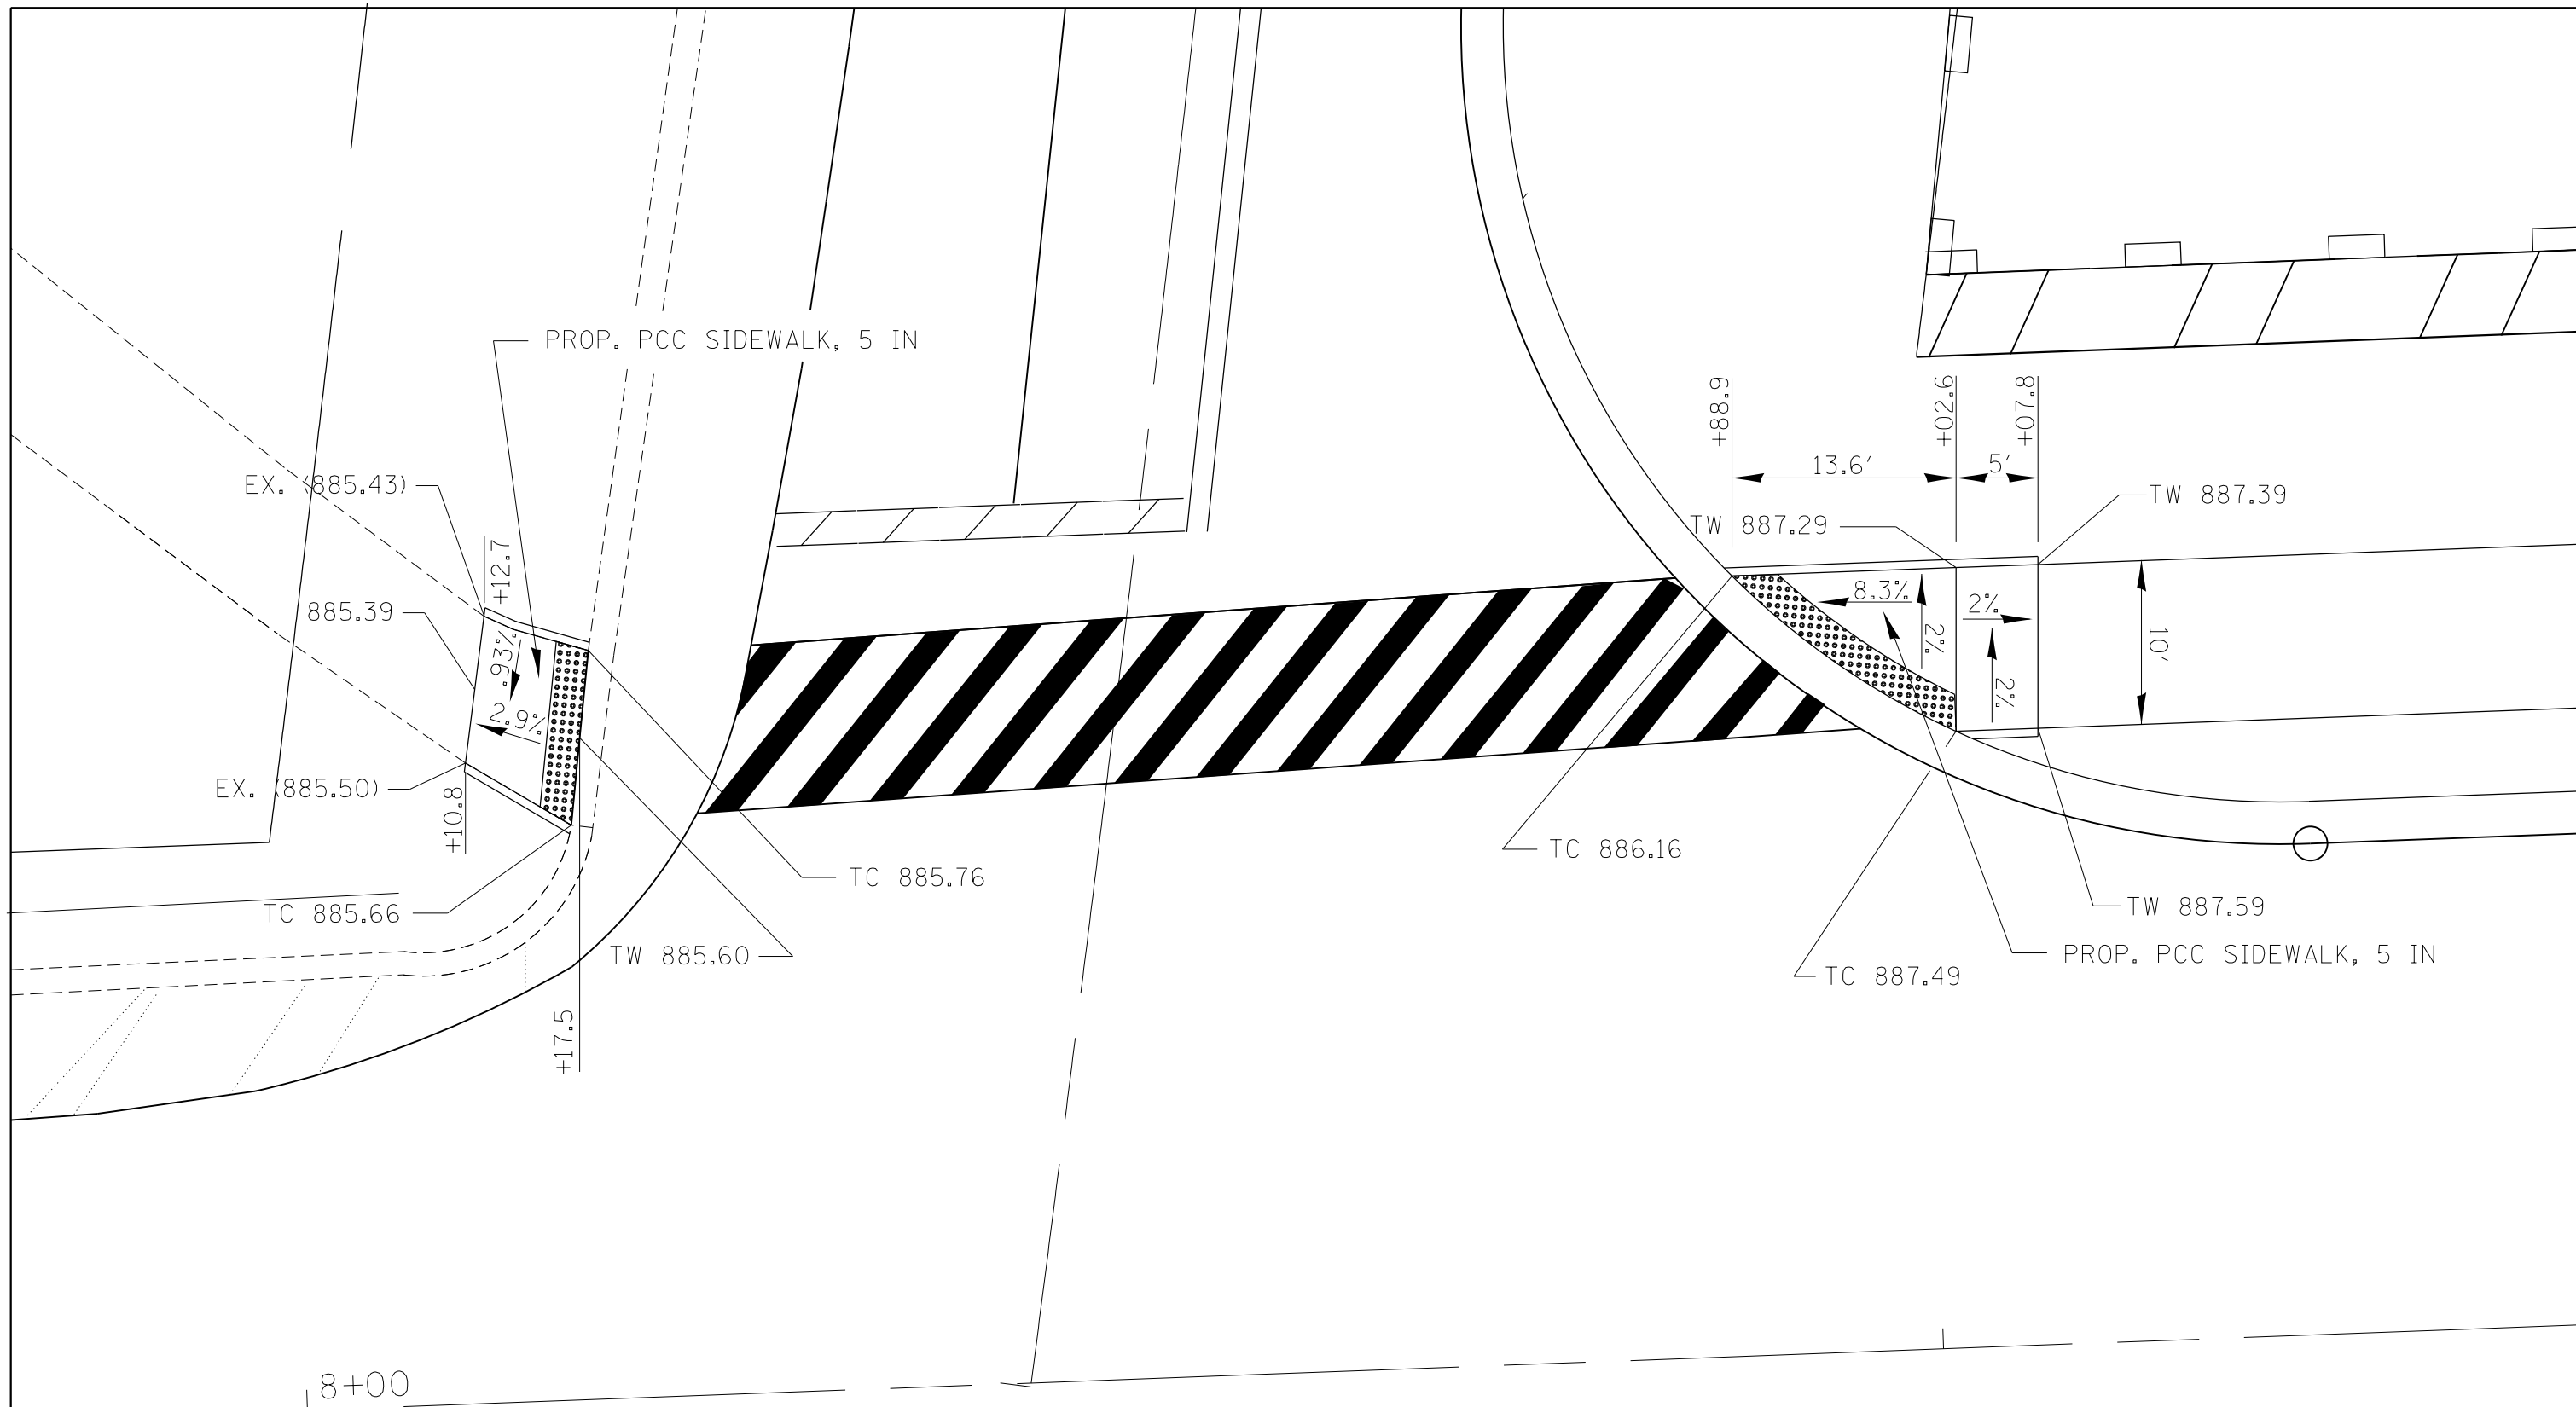 PROP. PCC SIDEWALK, 5 IN
+88.9
+02.6
+07.8
13.6'
5'
EX. (885.43)
TW 887.39
TW 887.29
+12.7
885.39
.93%
2.9%
8.3%
2%
2%
2%
10'
EX. (885.50)
+10.8
TC 885.76
TC 886.16
TC 885.66
TW 887.59
TW 885.60
PROP. PCC SIDEWALK, 5 IN
TC 887.49
+17.5
8+00